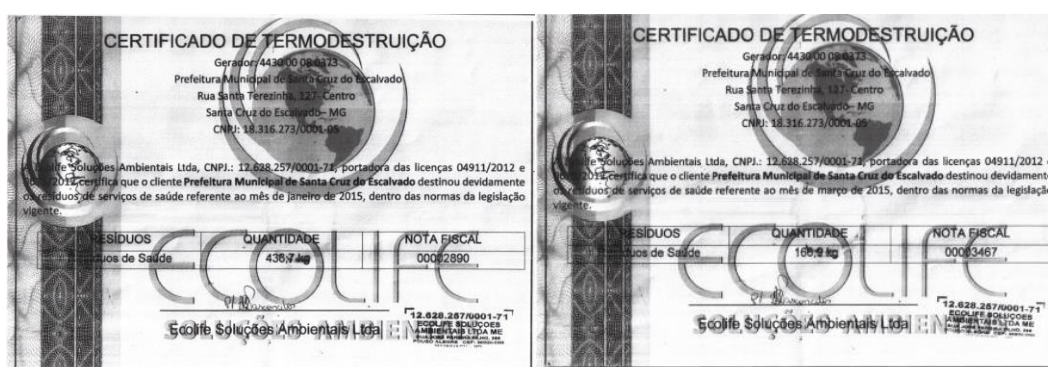 CERTIFICADO DE TERMODESTRUIÇÃO
Gerador: 4430 00 08 0373
Prefeitura Municipal de Santa Cruz do Escalvado
Rua Santa Terezinha, 127- Centro
Santa Cruz do Escalvado– MG
CNPJ: 18.316.273/0001-05
Soluções Ambientais Ltda, CNPJ.: 12.628.257/0001-71, portadora das licenças 04911/2012 e
certifica que o cliente Prefeitura Municipal de Santa Cruz do Escalvado destinou devidamente
os resíduos de serviços de saúde referente ao mês de janeiro de 2015, dentro das normas da legislação
vigente.
RESÍDUOS QUANTIDADE NOTA FISCAL
de Saúde 436,7 kg 00002890
ECOLIFE
Ecolife Soluções Ambientais Ltda
SOLUÇÕES AMBIEN
12.628.257/0001-71
ECOLIFE SOLUÇOES
AMBIENTAIS LTDA ME
CERTIFICADO DE TERMODESTRUIÇÃO
Gerador: 4430 00 08 0373
Prefeitura Municipal de Santa Cruz do Escalvado
Rua Santa Terezinha, 127- Centro
Santa Cruz do Escalvado– MG
CNPJ: 18.316.273/0001-05
Soluções Ambientais Ltda, CNPJ.: 12.628.257/0001-71, portadora das licenças 04911/2012 e
certifica que o cliente Prefeitura Municipal de Santa Cruz do Escalvado destinou devidamente
os resíduos de serviços de saúde referente ao mês de março de 2015, dentro das normas da legislação
vigente.
RESÍDUOS QUANTIDADE NOTA FISCAL
de Saúde kg 00003467
ECOLIFE
Ecolife Soluções Ambientais Ltda
SOLUÇÕES AMBIEN
12.628.257/0001-71
ECOLIFE SOLUÇOES
AMBIENTAIS LTDA ME